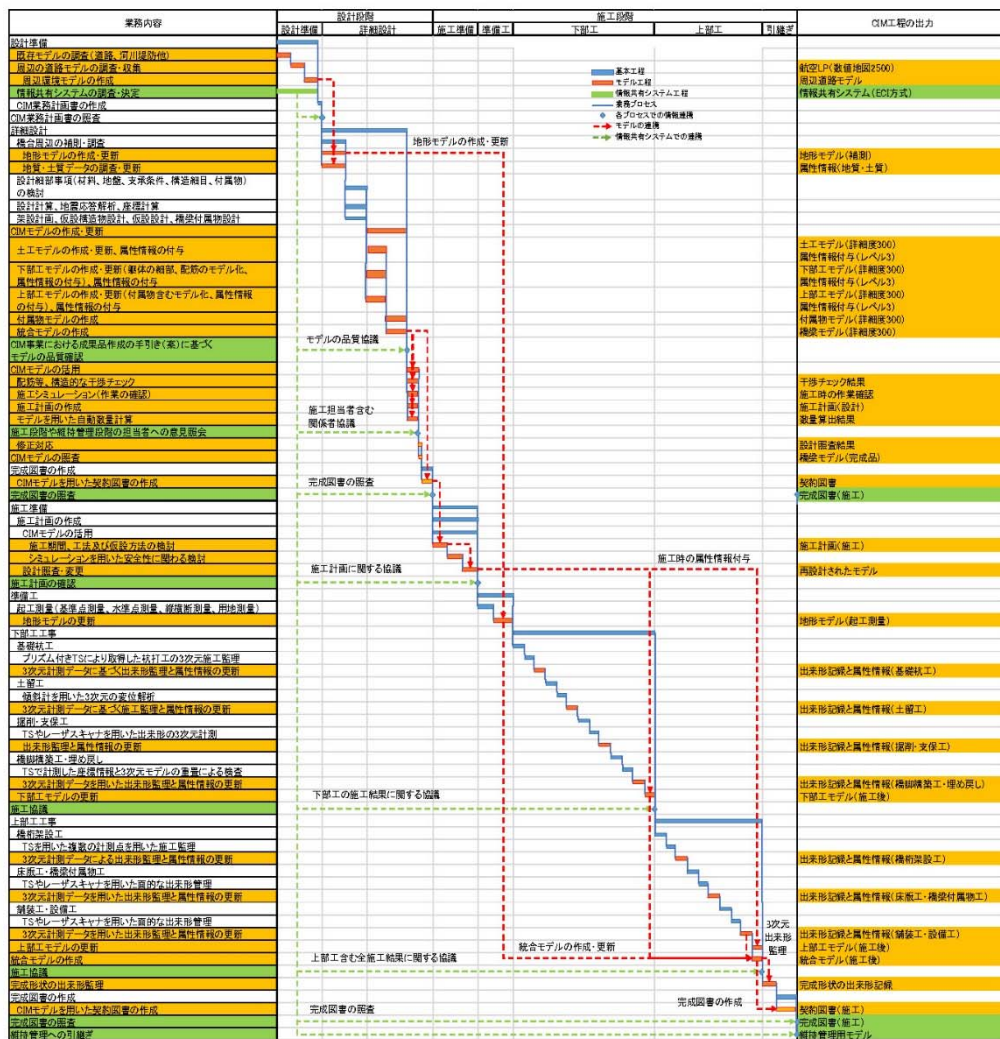 業務内容
設計段階
施工段階
CIM工程の出力
設計準備
詳細設計
施工準備
準備工
下部工
上部工
引継ぎ
設計準備
既存モデルの調査(道路、河川堤防他)
周辺の道路モデルの調査・収集
航空LP(数値地図2500)
周辺環境モデルの作成
周辺道路モデル
情報共有システムの調査・決定
情報共有システム(ECI方式)
CIM業務計画書の作成
CIM業務計画書の照査
基本工程
モデル工程
情報共有システム工程
業務プロセス
各プロセスでの情報連携
モデルの連携
情報共有システムでの連携
詳細設計
橋台周辺の補測・調査
地形モデルの作成・更新
地形モデルの作成・更新
地形モデル(補測)
地質・土質データの調査・更新
属性情報(地質・土質)
設計細部事項(材料、地盤、支承条件、構造細目、付属物)
の検討
設計計算、地震応答解析、座標計算
架設計画、仮設構造物設計、仮設設計、橋梁付属物設計
CIMモデルの作成・更新
土工モデルの作成・更新、属性情報の付与
土工モデル(詳細度300)
属性情報付与(レベル3)
下部工モデルの作成・更新(躯体の細部、配筋のモデル化、
属性情報の付与)、属性情報の付与
下部工モデル(詳細度300)
属性情報付与(レベル3)
上部工モデルの作成・更新(付属物含むモデル化、属性情報
の付与)、属性情報の付与
上部工モデル(詳細度300)
属性情報付与(レベル3)
付属物モデルの作成
付属物モデル(詳細度300)
統合モデルの作成
橋梁モデル(詳細度300)
CIM事業における成果品作成の手引き(案)に基づく
モデルの品質確認
モデルの品質協議
CIMモデルの活用
配筋等、構造的な干渉チェック
干渉チェック結果
施工シミュレーション(作業の確認)
施工時の作業確認
施工計画の作成
施工計画(設計)
モデルを用いた自動数量計算
数量算出結果
施工担当者含む
関係者協議
施工段階や維持管理段階の担当者への意見照会
修正対応
設計照査結果
CIMモデルの照査
橋梁モデル(完成品)
完成図書の作成
CIMモデルを用いた契約図書の作成
契約図書
完成図書の照査
完成図書の照査
完成図書(施工)
施工準備
施工計画の作成
CIMモデルの活用
施工期間、工法及び仮設方法の検討
施工計画(施工)
シミュレーションを用いた安全性に関わる検討
設計照査・変更
再設計されたモデル
施工計画に関する協議
施工時の属性情報付与
施工計画の確認
準備工
起工測量(基準点測量、水準点測量、縦横断測量、用地測量)
地形モデルの更新
地形モデル(起工測量)
下部工工事
基礎杭工
プリズム付きTSにより取得した杭打工の3次元施工監理
3次元計測データに基づく出来形監理と属性情報の更新
出来形記録と属性情報(基礎杭工)
土留工
傾斜計を用いた3次元の変位解析
3次元計測データに基づく施工監理と属性情報の更新
出来形記録と属性情報(土留工)
掘削・支保工
TSやレーザスキャナを用いた出来形の3次元計測
出来形監理と属性情報の更新
出来形記録と属性情報(掘削・支保工)
橋脚構築工・埋め戻し
TSで計測した座標情報と3次元モデルの重畳による検査
3次元計測データを用いた出来形監理と属性情報の更新
出来形記録と属性情報(橋脚構築工・埋め戻し)
下部工モデルの更新
下部工の施工結果に関する協議
下部工モデル(施工後)
施工協議
上部工工事
橋桁架設工
TSを用いた複数の計測点を用いた施工監理
3次元計測データによる出来形監理と属性情報の更新
出来形記録と属性情報(橋桁架設工)
床版工・橋梁付属物工
TSやレーザスキャナを用いた面的な出来形管理
3次元計測データを用いた出来形監理と属性情報の更新
出来形記録と属性情報(床版工・橋梁付属物工)
舗装工・設備工
TSやレーザスキャナを用いた面的な出来形管理
3次元
出来形
監理
3次元計測データを用いた出来形監理と属性情報の更新
出来形記録と属性情報(舗装工・設備工)
上部工モデルの更新
統合モデルの作成・更新
上部工モデル(施工後)
統合モデルの作成
上部工含む全施工結果に関する協議
統合モデル(施工後)
施工協議
完成形状の出来形監理
完成形状の出来形記録
完成図書の作成
完成図書の作成
CIMモデルを用いた契約図書の作成
完成図書の照査
契約図書(施工)
完成図書の照査
完成図書(施工)
維持管理への引継ぎ
維持管理用モデル